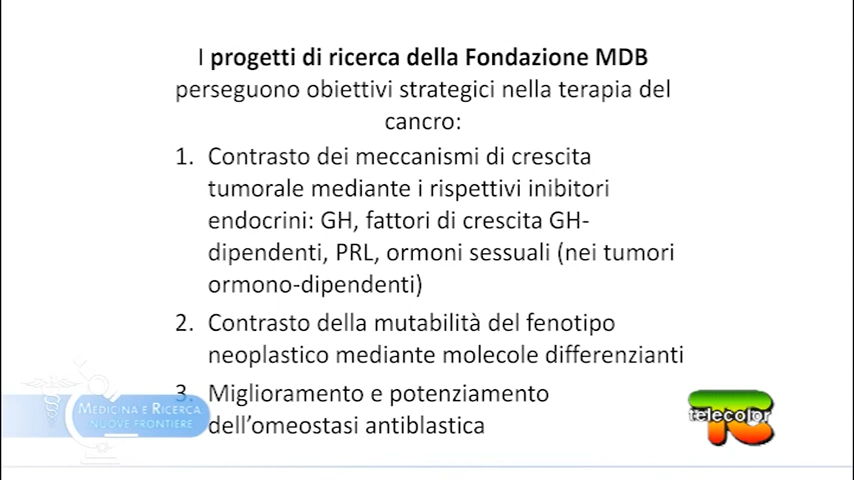 I progetti di ricerca della Fondazione MDB
perseguono obiettivi strategici nella terapia del
cancro:
1. Contrasto dei meccanismi di crescita
tumorale mediante i rispettivi inibitori
endocrini: GH, fattori di crescita GH-
dipendenti, PRL, ormoni sessuali (nei tumori
ormono-dipendenti)
2. Contrasto della mutabilità del fenotipo
neoplastico mediante molecole differenzianti
3. Miglioramento e potenziamento
dell'omeostasi antiblastica
MEDICINA E RICERCA
NUOVE FRONTIERE
TC
telecolor